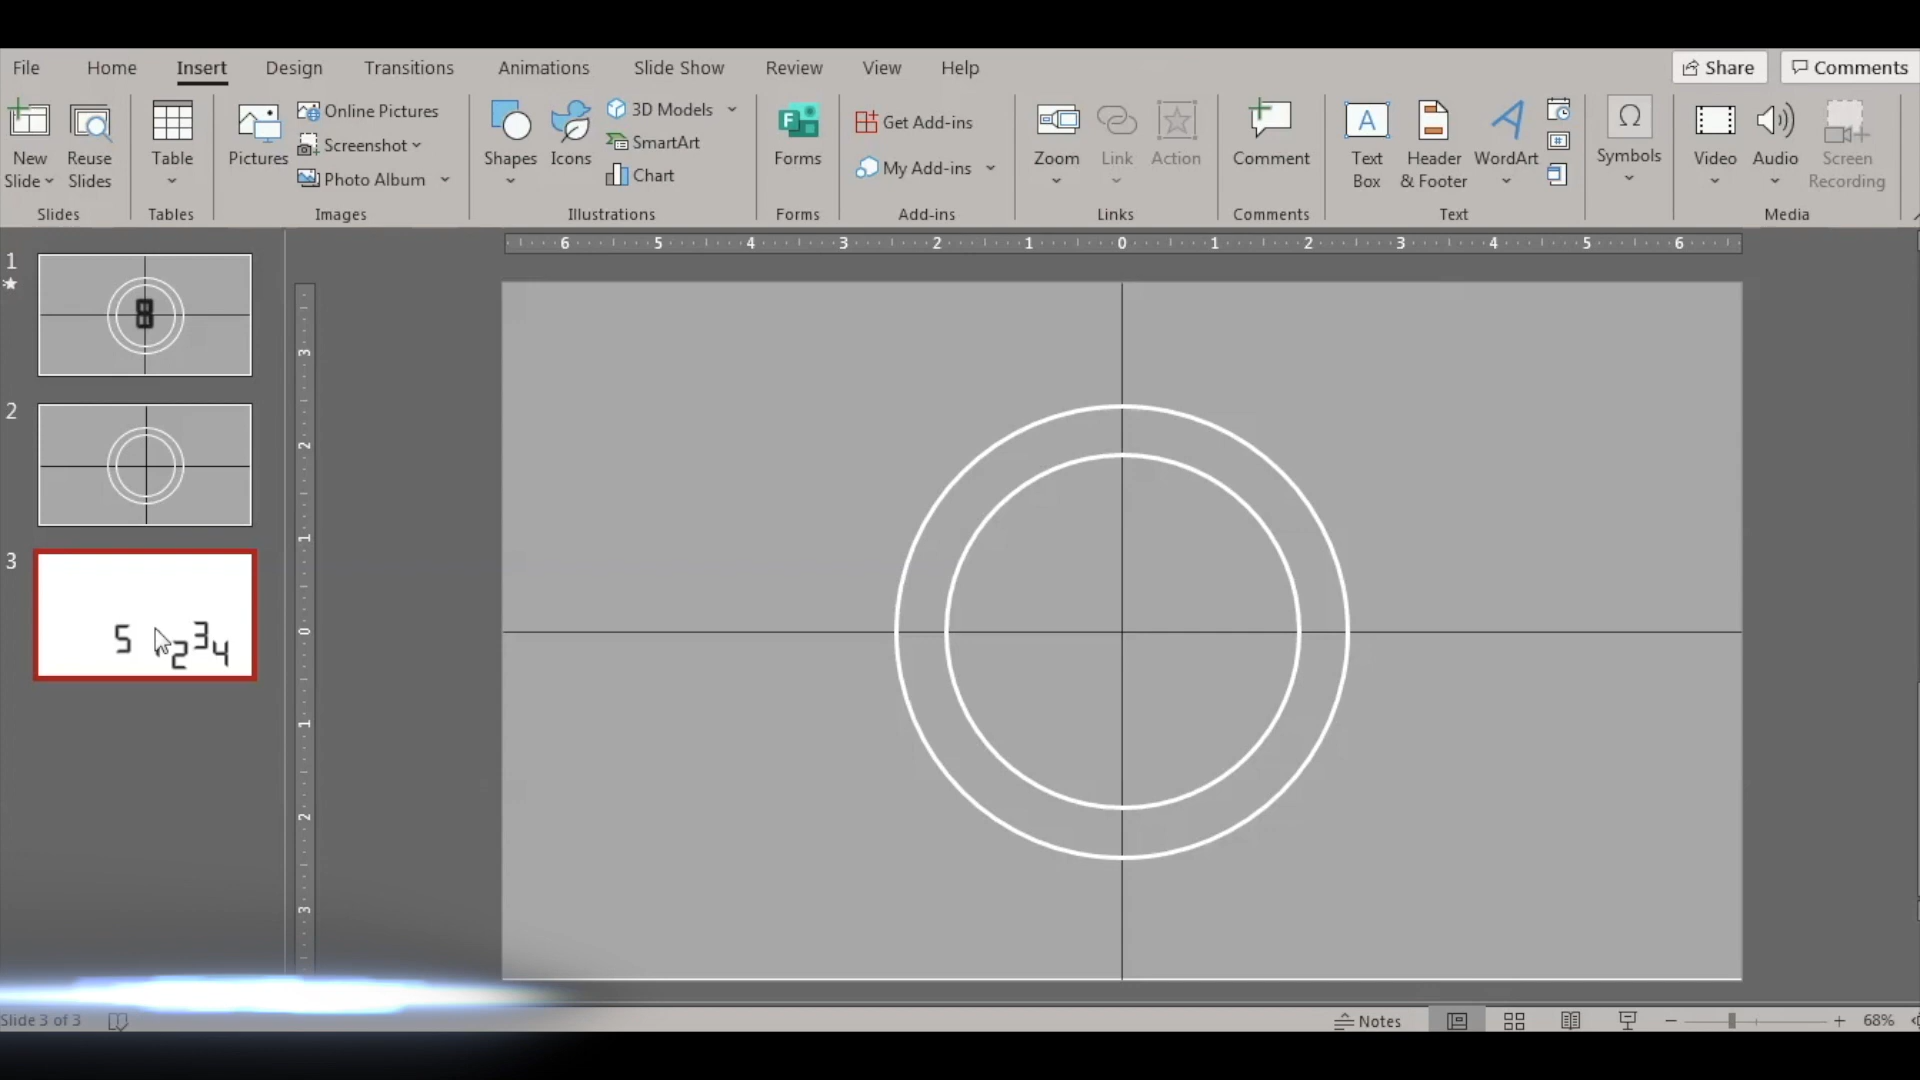 File Home Insert Design Transitions Animations Slide Show Review View Help Share Comments
New Slide
Reuse Slides
Table
Pictures
Online Pictures
Screenshot
Photo Album
Shapes
Icons
3D Models
SmartArt
Chart
Forms
Get Add-ins
My Add-ins
Zoom
Link
Action
Comment
Text Box
Header & Footer
WordArt
Symbols
Video
Audio
Screen Recording
Slides Tables Images Illustrations Forms Add-ins Links Comments Text Media
6 5 4 3 2 1 0 1 2 3 4 5 6
3
2
1
0
1
2
3
1
8
2
3
5 2 3 4
Slide 3 of 3
Notes
68%